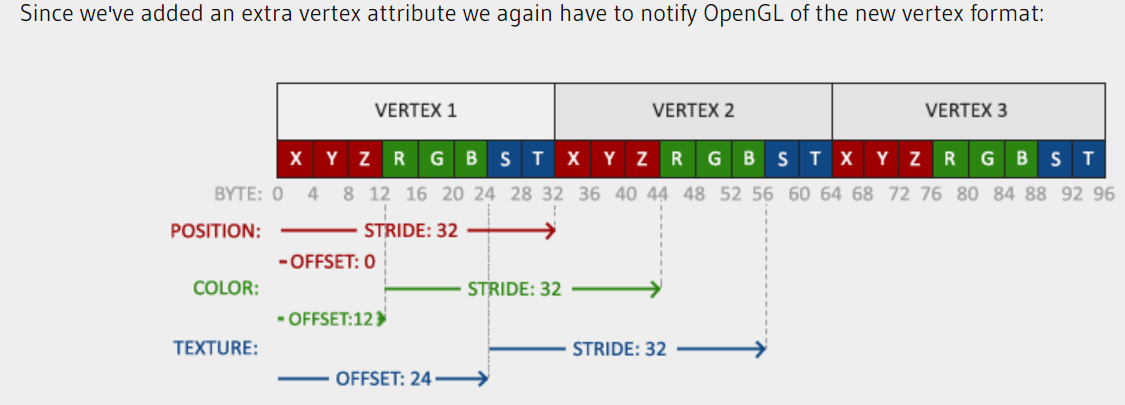 Since we've added an extra vertex attribute we again have to notify OpenGL of the new vertex format:
VERTEX 1 VERTEX 2 VERTEX 3
X Y Z R G B S T X Y Z R G B S T X Y Z R G B S T
BYTE: 0 4 8 12 16 20 24 28 32 36 40 44 48 52 56 60 64 68 72 76 80 84 88 92 96
POSITION: STRIDE: 32
-OFFSET: 0
COLOR: STRIDE: 32
- OFFSET:12
TEXTURE: STRIDE: 32
OFFSET: 24